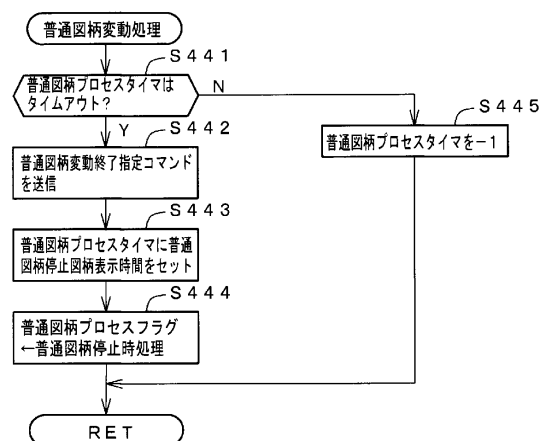 普通図柄変動処理
S441
普通図柄プロセスタイマは
タイムアウト？
N
Y
S445
普通図柄プロセスタイマを-1
S442
普通図柄変動終了指定コマンド
を送信
S443
普通図柄プロセスタイマに普通
図柄停止図柄表示時間をセット
S444
普通図柄プロセスフラグ
←普通図柄停止時処理
RET